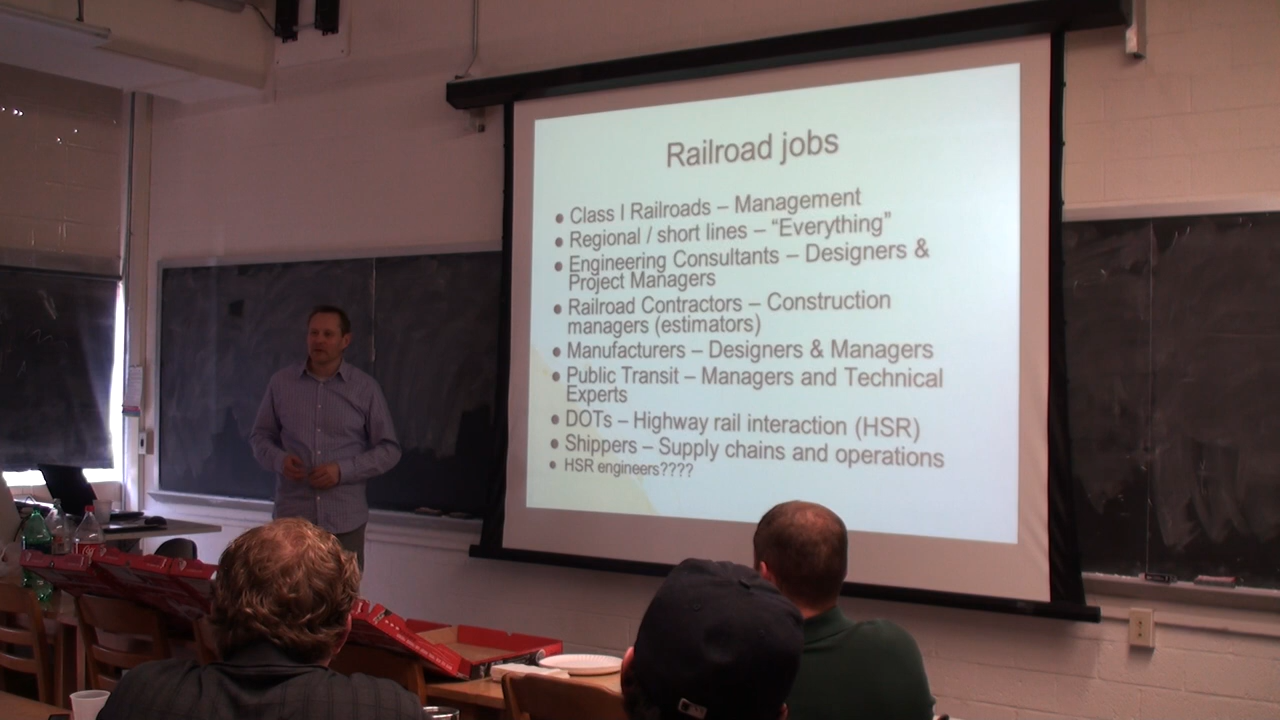 Railroad jobs
• Class I Railroads – Management
• Regional / short lines – “Everything”
• Engineering Consultants – Designers &
Project Managers
• Railroad Contractors – Construction
managers (estimators)
• Manufacturers – Designers & Managers
• Public Transit – Managers and Technical
Experts
• DOTs – Highway rail interaction (HSR)
• Shippers – Supply chains and operations
• HSR engineers????